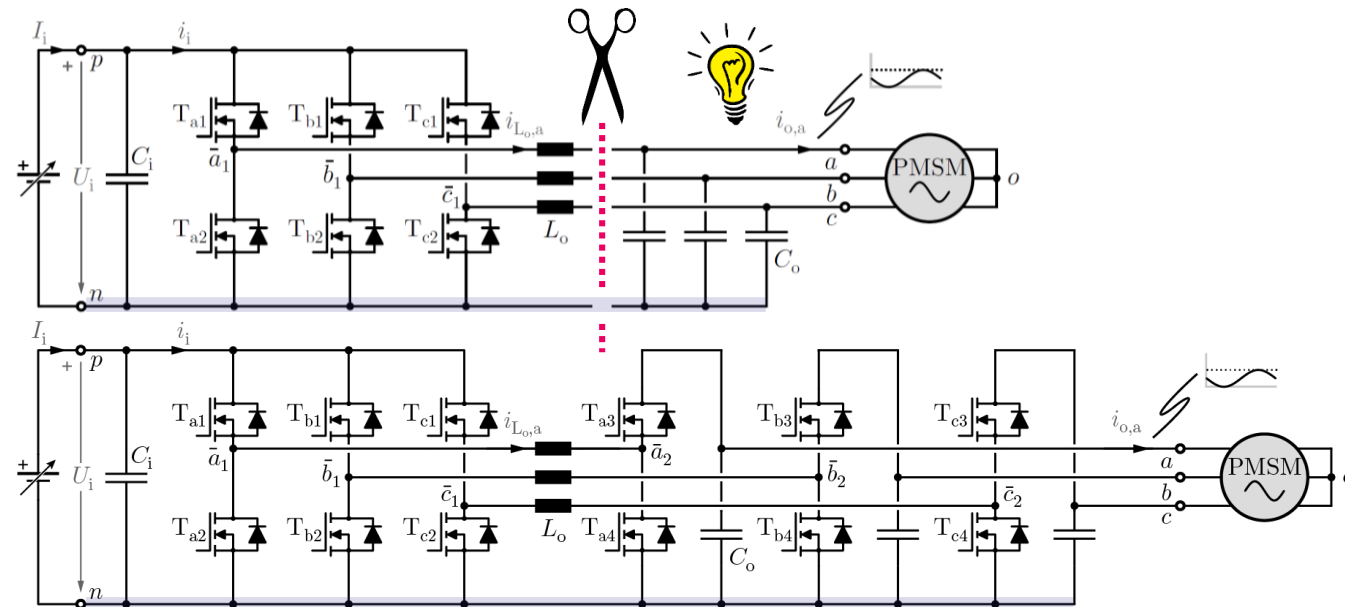 I_i i_i
+ p
T_a1 T_b1 T_c1 i_Lo,a i_o,a
ā_1 a
+ U_i C_i b̄_1 PMSM o
b
c̄_1 c
T_a2 T_b2 T_c2 L_o
C_o
n
I_i i_i
+ p
T_a1 T_b1 T_c1 i_Lo,a T_a3 T_b3 T_c3 i_o,a
ā_1 ā_2 a
+ U_i C_i b̄_1 b̄_2 PMSM
b
c̄_1 c̄_2 c
T_a2 T_b2 T_c2 L_o T_a4 T_b4 T_c4
C_o
n